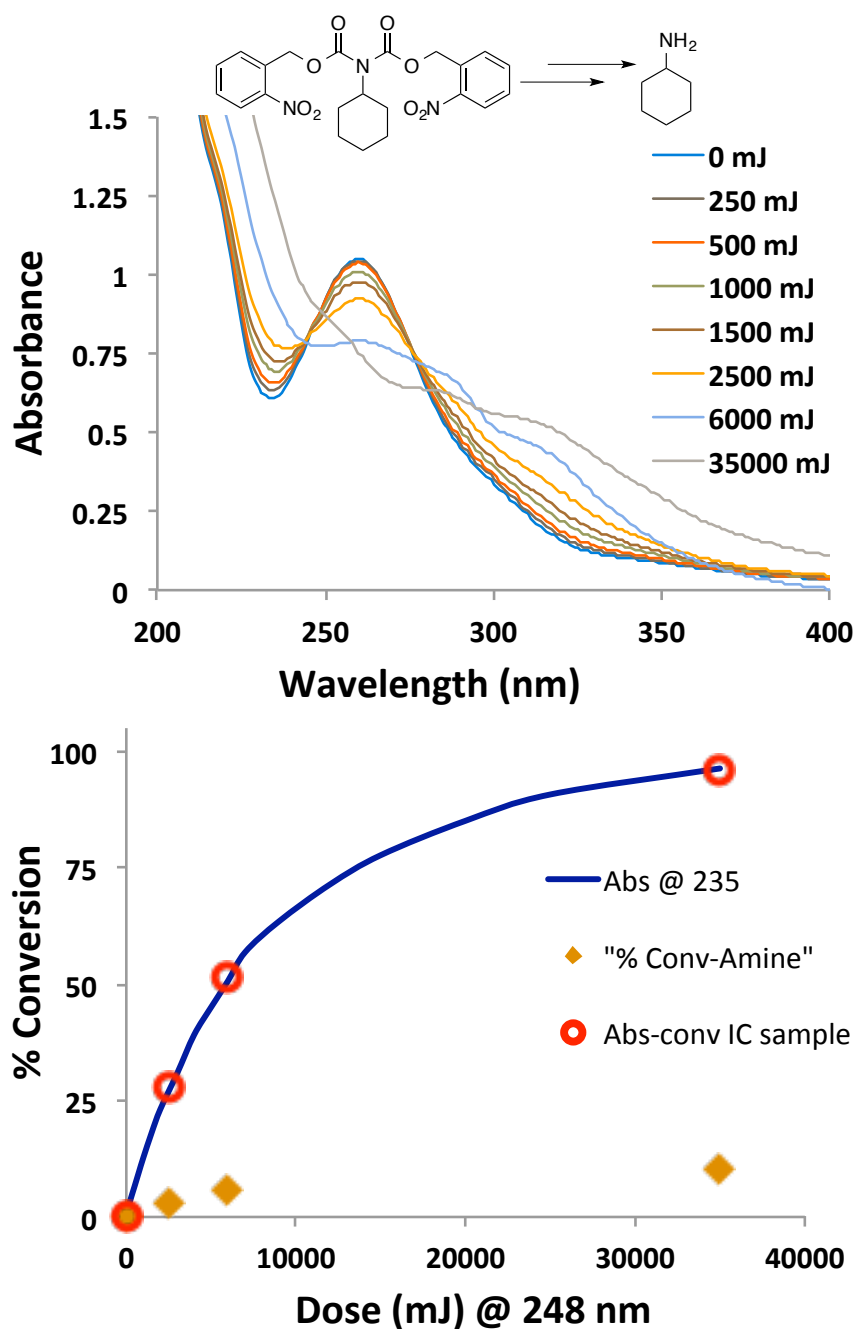 O O NH₂
O N O
NO₂ O₂N
1.5
1.25
1
0.75
0.5
0.25
0
Absorbance
0 mJ
250 mJ
500 mJ
1000 mJ
1500 mJ
2500 mJ
6000 mJ
35000 mJ
200 250 300 350 400
Wavelength (nm)
100
75
50
25
0
% Conversion
Abs @ 235
"% Conv-Amine"
Abs-conv IC sample
0 10000 20000 30000 40000
Dose (mJ) @ 248 nm